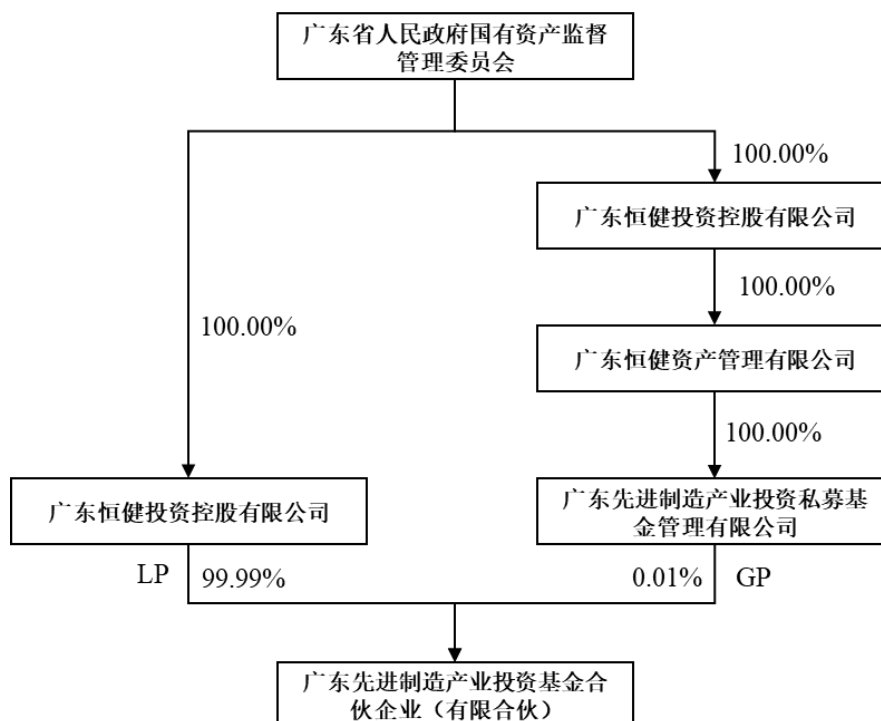 广东省人民政府国有资产监督
管理委员会
100.00%
广东恒健投资控股有限公司
100.00%
100.00%
广东恒健资产管理有限公司
100.00%
广东恒健投资控股有限公司
广东先进制造产业投资私募基
金管理有限公司
LP 99.99%
0.01% GP
广东先进制造产业投资基金合
伙企业（有限合伙）